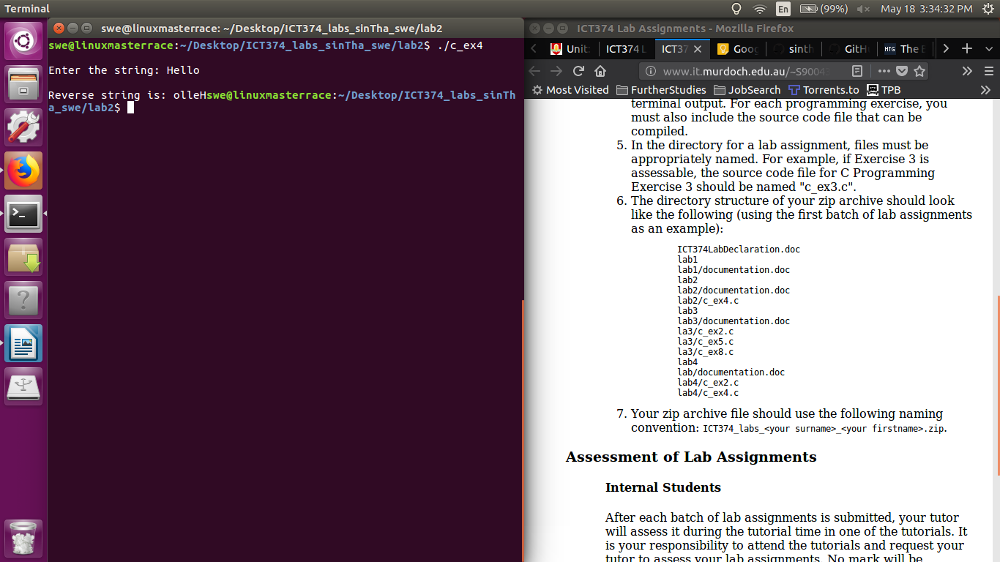 Terminal
En
(99%)
May 18 3:34:32 PM
swe@linuxmasterrace: ~/Desktop/ICT374_labs_sinTha_swe/lab2
swe@linuxmasterrace:~/Desktop/ICT374_labs_sinTha_swe/lab2$ ./c_ex4
Enter the string: Hello
Reverse string is: olleHswe@linuxmasterrace:~/Desktop/ICT374_labs_sinTh
a_swe/lab2$
ICT374 Lab Assignments - Mozilla Firefox
Unit: ICT374 L ICT37 Goog sinth GitH HTG The E
www.it.murdoch.edu.au/~S9004
Most Visited FurtherStudies JobSearch Torrents.to TPB
terminal output. For each programming exercise, you
must also include the source code file that can be
compiled.
5. In the directory for a lab assignment, files must be
appropriately named. For example, if Exercise 3 is
assessable, the source code file for C Programming
Exercise 3 should be named "c_ex3.c".
6. The directory structure of your zip archive should look
like the following (using the first batch of lab assignments
as an example):
ICT374LabDeclaration.doc
lab1
lab1/documentation.doc
lab2
lab2/documentation.doc
lab2/c_ex4.c
lab3
lab3/documentation.doc
la3/c_ex2.c
la3/c_ex5.c
la3/c_ex8.c
lab4
lab/documentation.doc
lab4/c_ex2.c
lab4/c_ex4.c
7. Your zip archive file should use the following naming
convention: ICT374_labs_<your surname>_<your firstname>.zip.
Assessment of Lab Assignments
Internal Students
After each batch of lab assignments is submitted, your tutor
will assess it during the tutorial time in one of the tutorials. It
is your responsibility to attend the tutorials and request your
tutor to assess your lab assignments. No mark will be